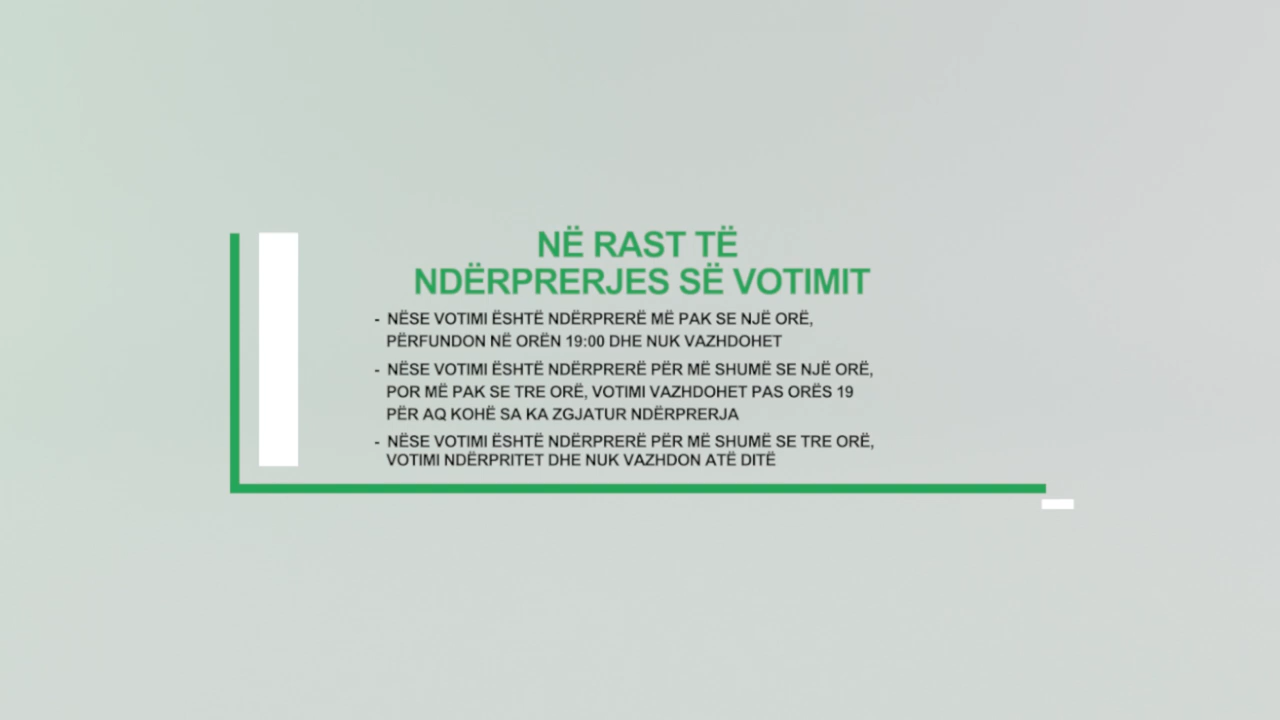 NË RAST TË
NDËRPRERJES SË VOTIMIT
- NËSE VOTIMI ËSHTË NDËRPRERË MË PAK SE NJË ORË,
PËRFUNDON NË ORËN 19:00 DHE NUK VAZHDOHET
- NËSE VOTIMI ËSHTË NDËRPRERË PËR MË SHUMË SE NJË ORË,
POR MË PAK SE TRE ORË, VOTIMI VAZHDOHET PAS ORËS 19
PËR AQ KOHË SA KA ZGJATUR NDËRPRERJA
- NËSE VOTIMI ËSHTË NDËRPRERË PËR MË SHUMË SE TRE ORË,
VOTIMI NDËRPRITET DHE NUK VAZHDON ATË DITË